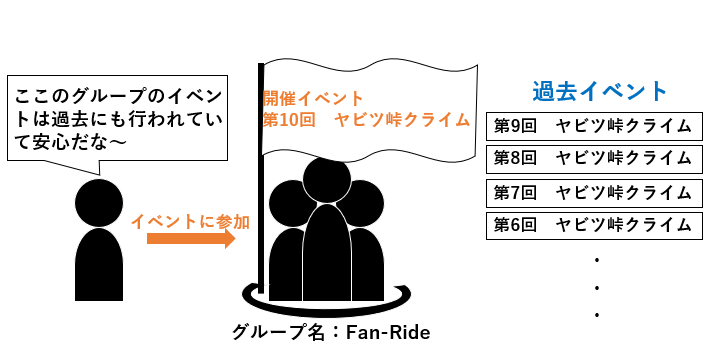 ここのグループのイベン
トは過去にも行われてい
て安心だな～
イベントに参加
開催イベント
第10回　ヤビツ峠クライム
グループ名：Fan-Ride
過去イベント
第9回　ヤビツ峠クライム
第8回　ヤビツ峠クライム
第7回　ヤビツ峠クライム
第6回　ヤビツ峠クライム
・
・
・